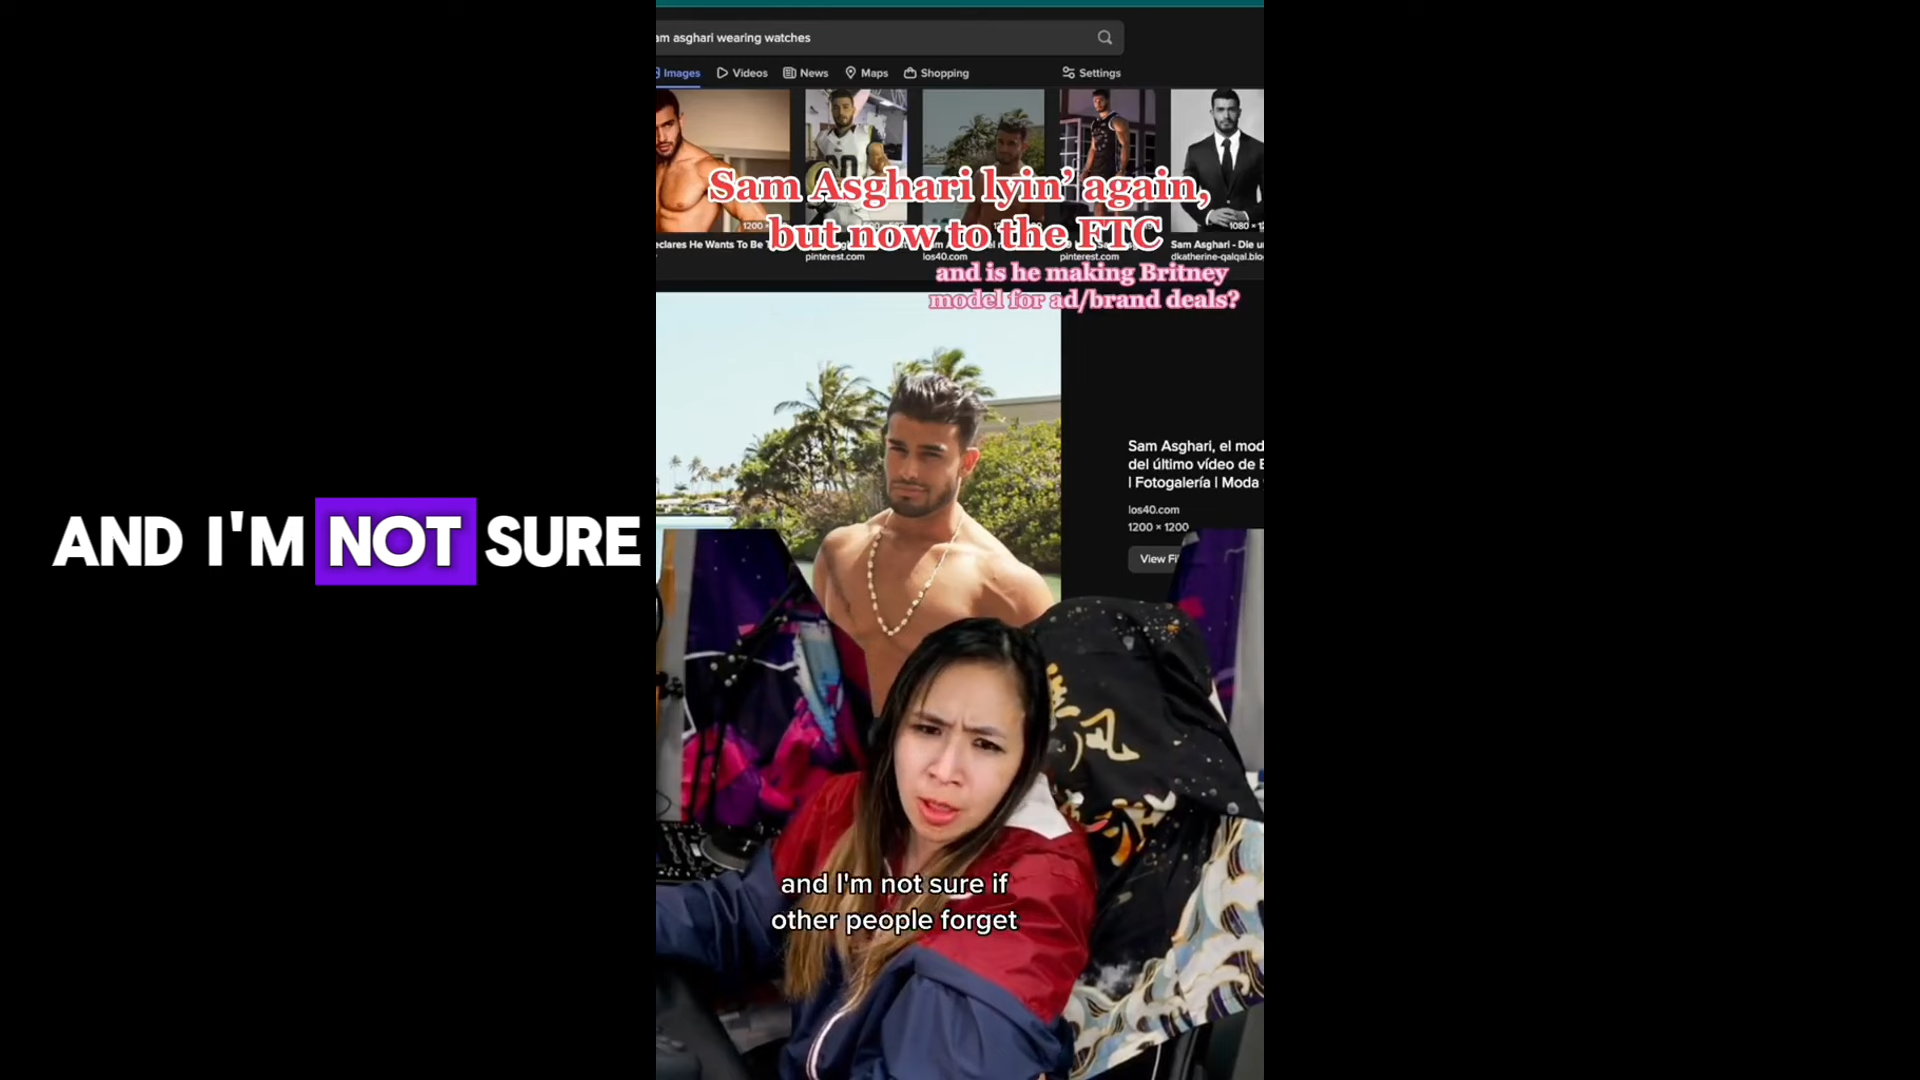 am asghari wearing watches
Images Videos News Maps Shopping Settings
1200 ×
1080 × 1
eclares He Wants To Be
pinterest.com
los40.com
pinterest.com
Sam Asghari - Die u
dkatherine-qalqal.blo
Sam Asghari lyin' again,
but now to the FTC
and is he making Britney
model for ad/brand deals?
Sam Asghari, el mod
del último vídeo de
| Fotogalería | Moda
los40.com
1200 × 1200
View Fi
AND I'M NOT SURE
and I'm not sure if
other people forget